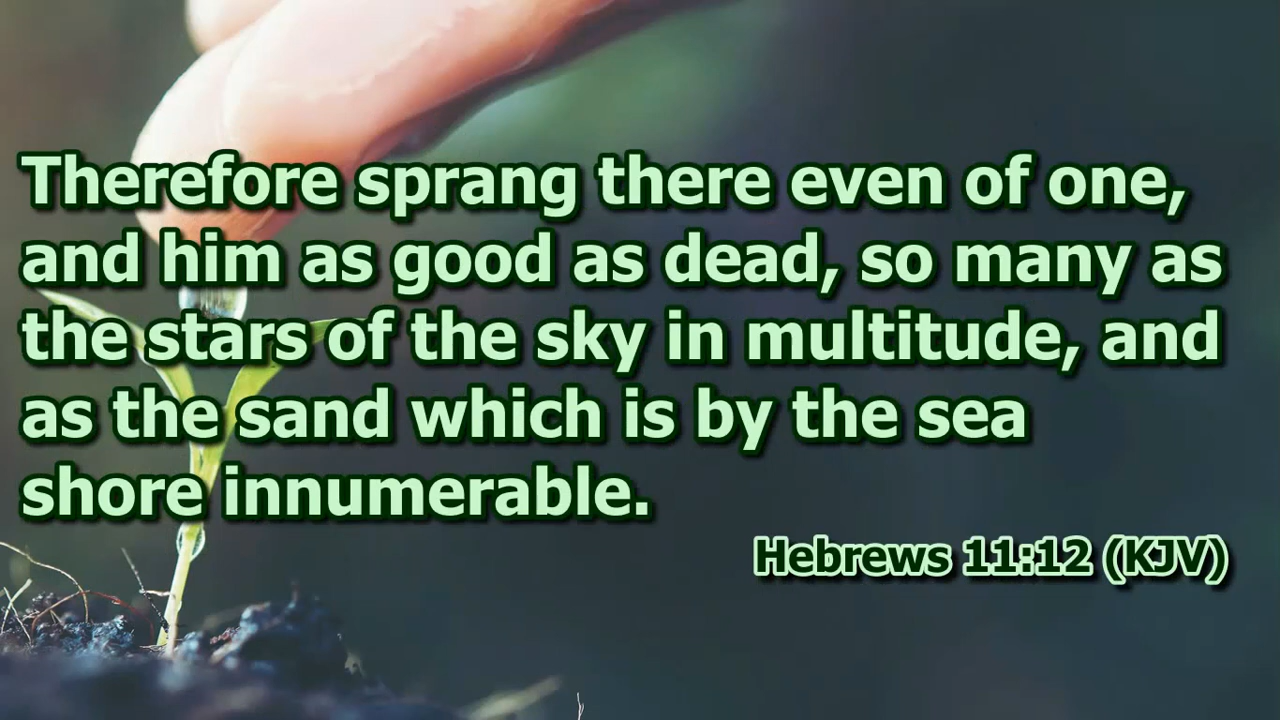 Therefore sprang there even of one,
and him as good as dead, so many as
the stars of the sky in multitude, and
as the sand which is by the sea
shore innumerable.
Hebrews 11:12 (KJV)